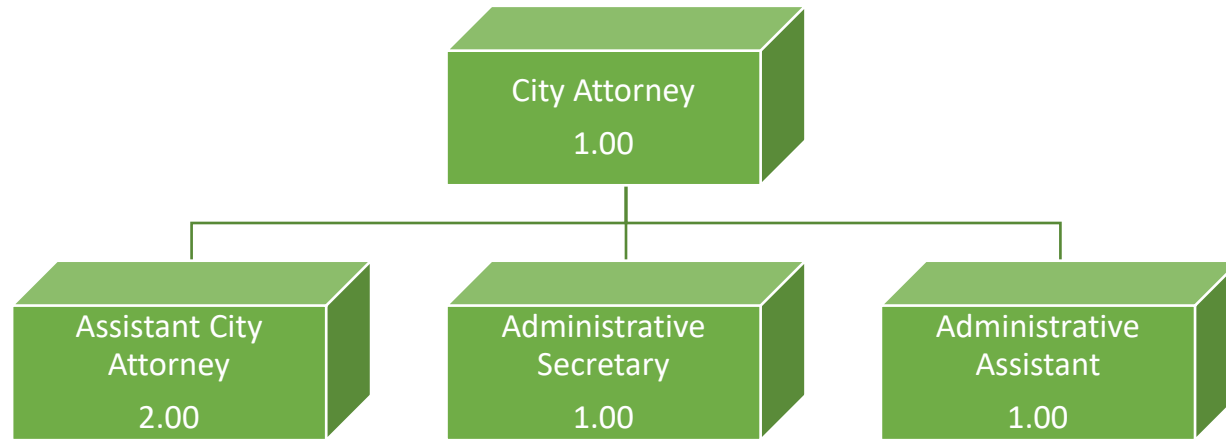 City Attorney
1.00
Assistant City
Attorney
2.00
Administrative
Secretary
1.00
Administrative
Assistant
1.00